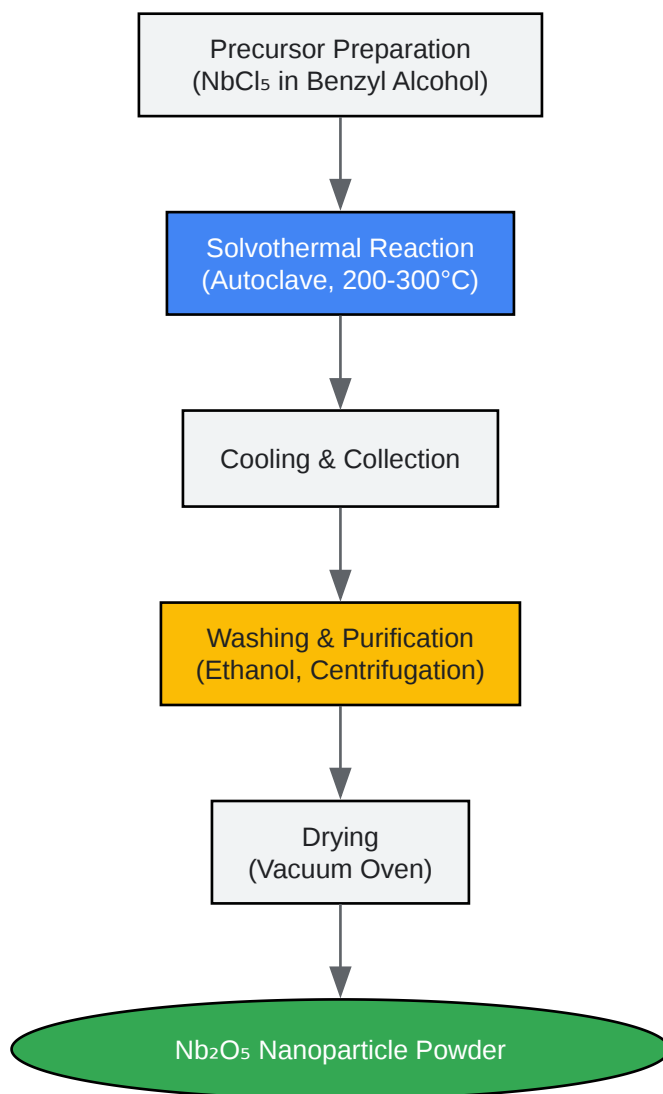 Precursor Preparation
(NbCl₅ in Benzyl Alcohol)
Solvothermal Reaction
(Autoclave, 200-300°C)
Cooling & Collection
Washing & Purification
(Ethanol, Centrifugation)
Drying
(Vacuum Oven)
Nb₂O₅ Nanoparticle Powder